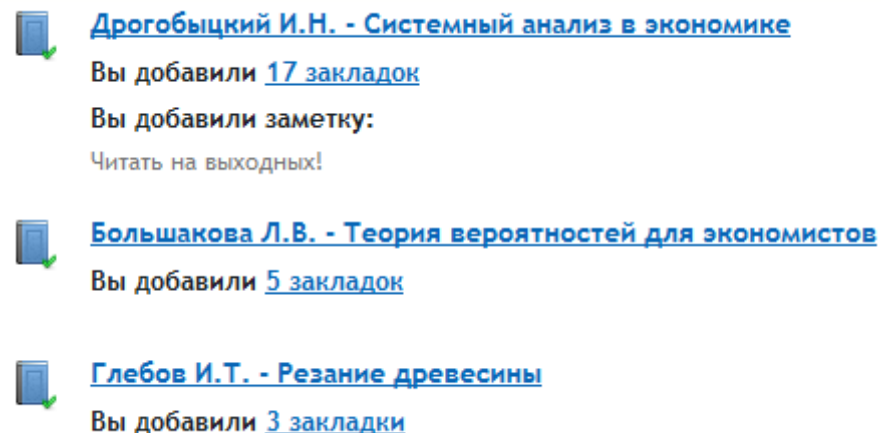 Дрогобыцкий И.Н. - Системный анализ в экономике
Вы добавили 17 закладок
Вы добавили заметку:
Читать на выходных!
Большакова Л.В. - Теория вероятностей для экономистов
Вы добавили 5 закладок
Глебов И.Т. - Резание древесины
Вы добавили 3 закладки